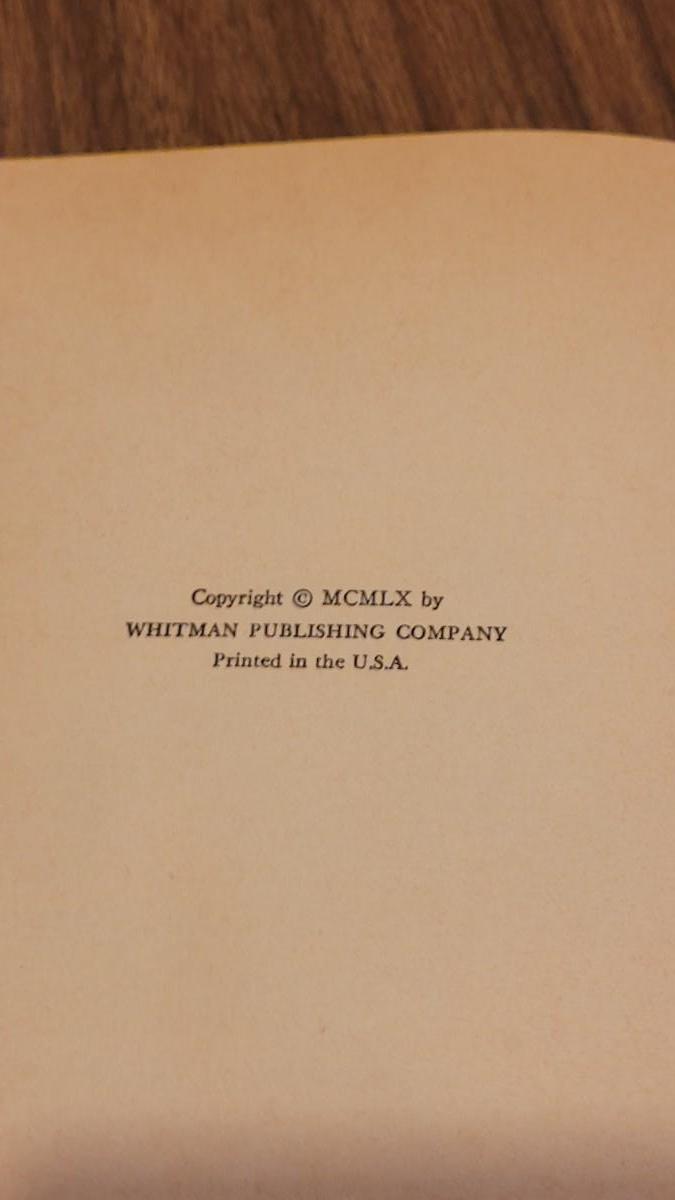 Copyright © MCMLX by
WHITMAN PUBLISHING COMPANY
Printed in the U.S.A.